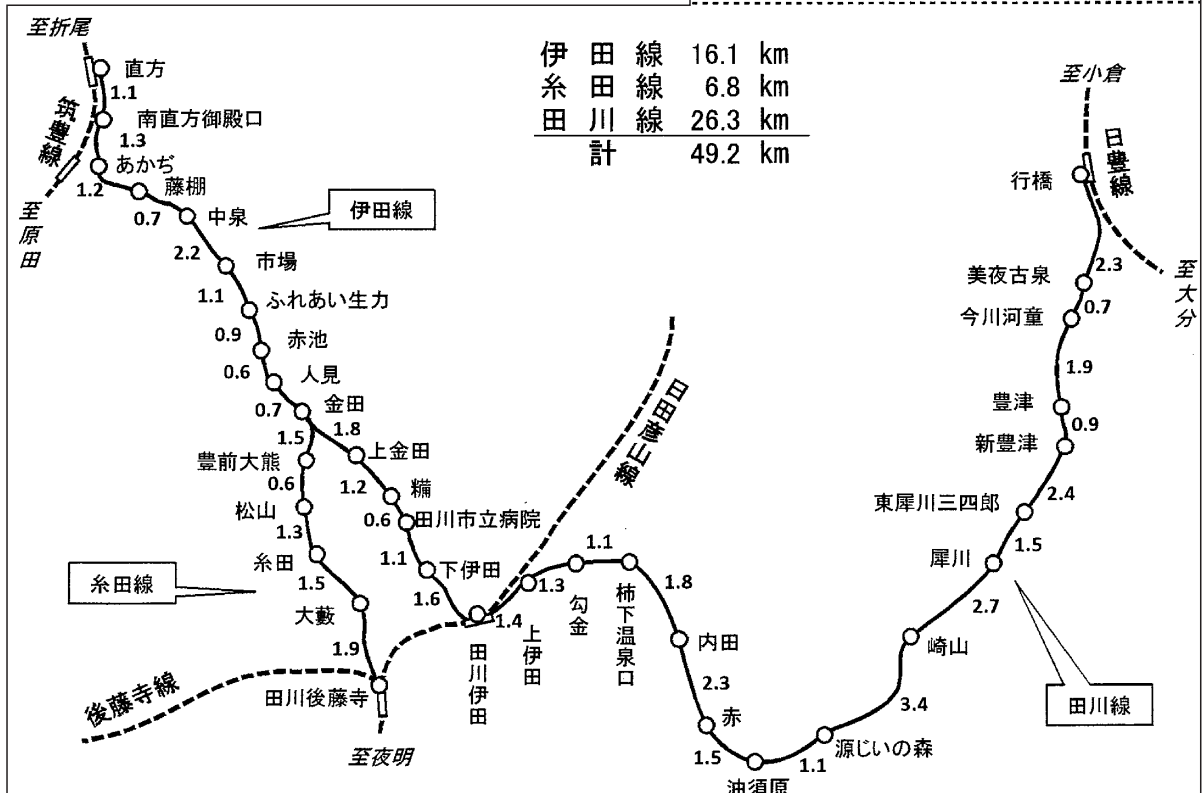 至折尾
直方
1.1
筑豊線
南直方御殿口
1.3
あかぢ
1.2
藤棚
0.7
中泉
至原田
伊田線
2.2
市場
1.1
ふれあい生力
0.9
赤池
0.6
人見
0.7
金田
1.5
1.8
豊前大熊
上金田
0.6
1.2
松山
糒
0.6
田川市立病院
1.3
糸田
1.1
下伊田
糸田線
1.5
大藪
1.6
1.9
後藤寺線
田川後藤寺
至夜明
伊田線 16.1 km
糸田線 6.8 km
田川線 26.3 km
計 49.2 km
日田彦山線
田川伊田
1.4
上伊田
1.3
勾金
1.1
柿下温泉口
1.8
内田
2.3
赤
1.5
油須原
1.1
源じいの森
3.4
崎山
2.7
田川線
犀川
1.5
東犀川三四郎
2.4
新豊津
0.9
豊津
1.9
今川河童
0.7
美夜古泉
2.3
行橋
至小倉
日豊線
至大分